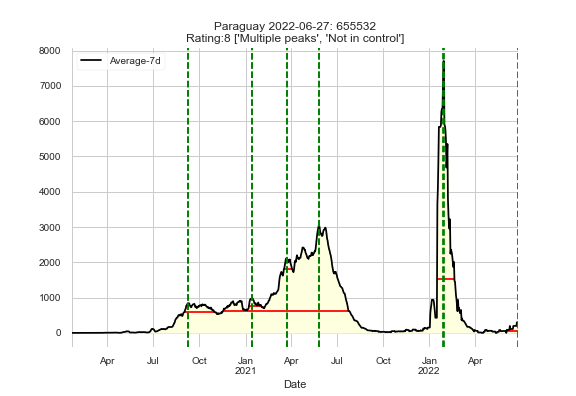 Paraguay 2022-06-27: 655532
Rating:8 ['Multiple peaks', 'Not in control']
Average-7d
8000
7000
6000
5000
4000
3000
2000
1000
0
Apr Jul Oct Jan Apr Jul Oct Jan Apr
2021 2022
Date